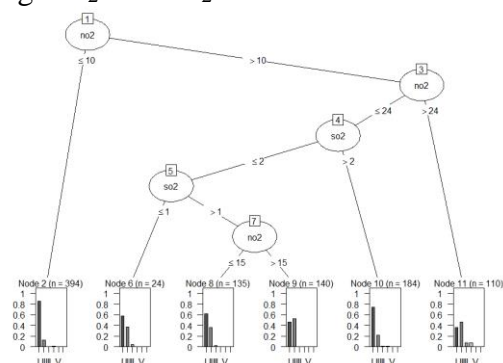 1
no2
≤ 10
> 10
3
no2
≤ 24
> 24
4
so2
≤ 2
> 2
5
so2
≤ 1
> 1
7
no2
≤ 15
> 15
Node 2 (n = 394)
Node 6 (n = 24)
Node 8 (n = 135)
Node 9 (n = 140)
Node 10 (n = 184)
Node 11 (n = 110)
1 1 1 1 1 1
0.8 0.8 0.8 0.8 0.8 0.8
0.6 0.6 0.6 0.6 0.6 0.6
0.4 0.4 0.4 0.4 0.4 0.4
0.2 0.2 0.2 0.2 0.2 0.2
0 0 0 0 0 0